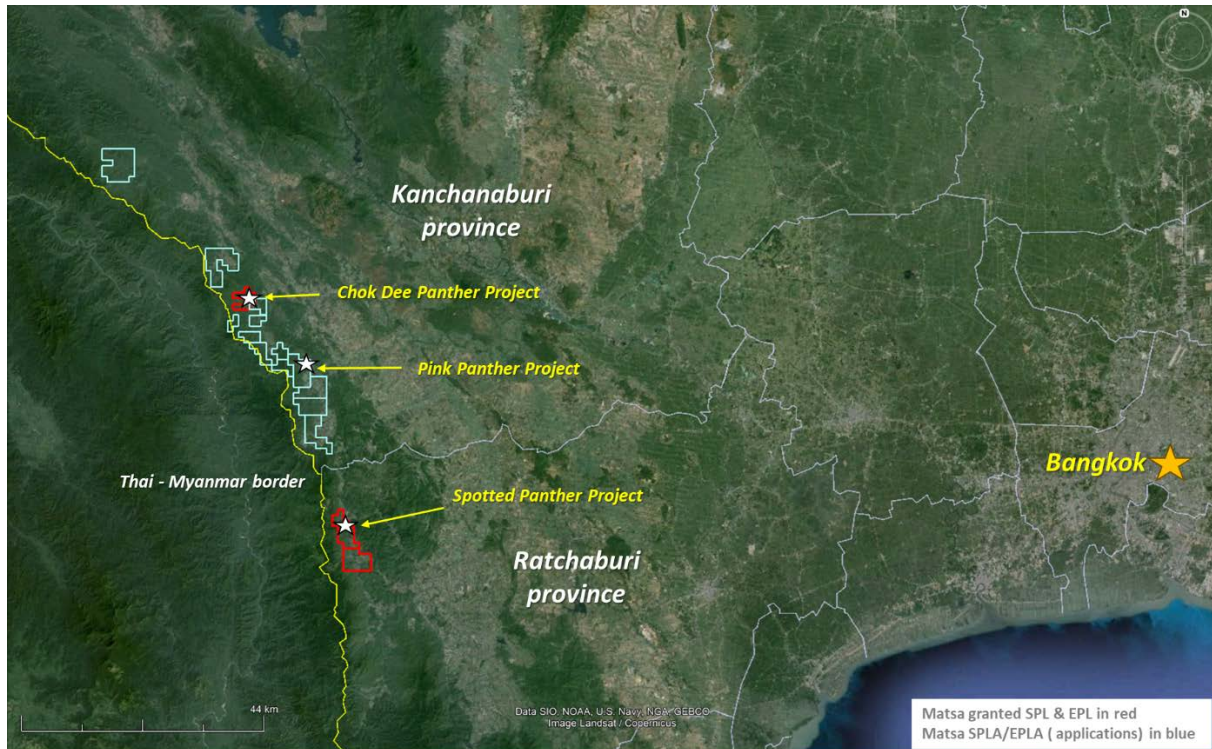 N
Kanchanaburi
province
Chok Dee Panther Project
Pink Panther Project
Thai - Myanmar border
Bangkok
Spotted Panther Project
Ratchaburi
province
44 km
Data SIO, NOAA, U.S. Navy, NGA, GEBCO
Image Landsat / Copernicus
Matsa granted SPL & EPL in red
Matsa SPLA/EPLA ( applications) in blue